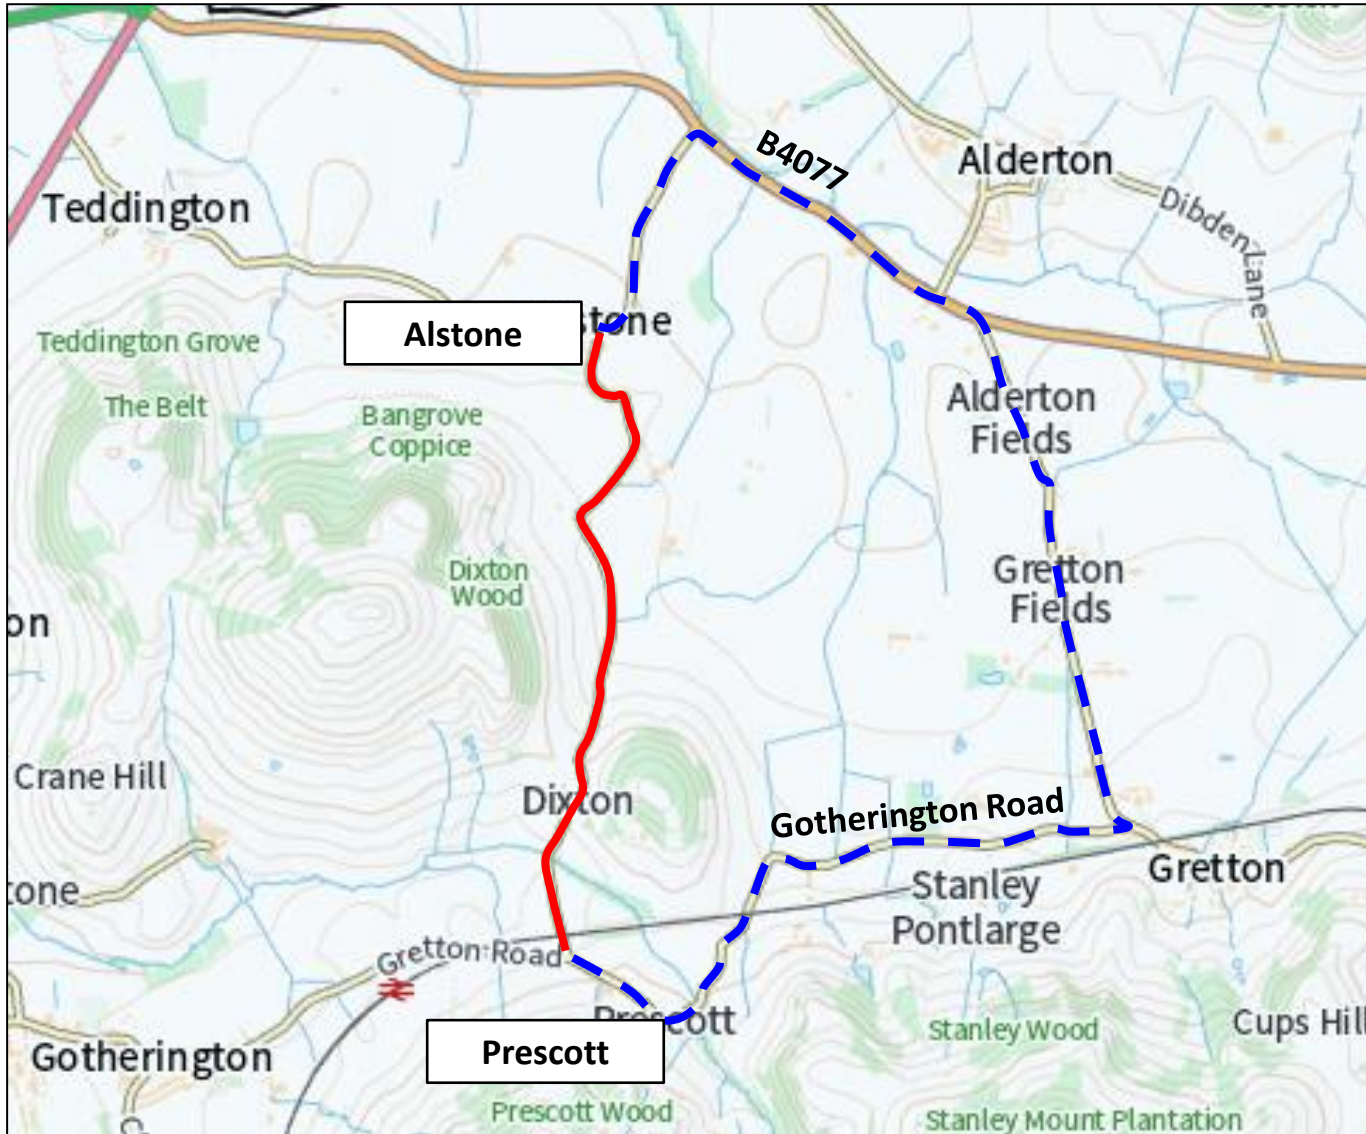 B4077
Alderton
Teddington
Dibden Lane
stone
Alstone
Teddington Grove
The Belt
Bangrove
Coppice
Alderton
Fields
Dixton
Wood
Gretton
Fields
on
Crane Hill
Dixton
Gotherington Road
Gretton
tone
Stanley
Pontlarge
Gretton Road
Prescott
Stanley Wood
Cups Hill
Gotherington
Prescott
Prescott Wood
Stanley Mount Plantation